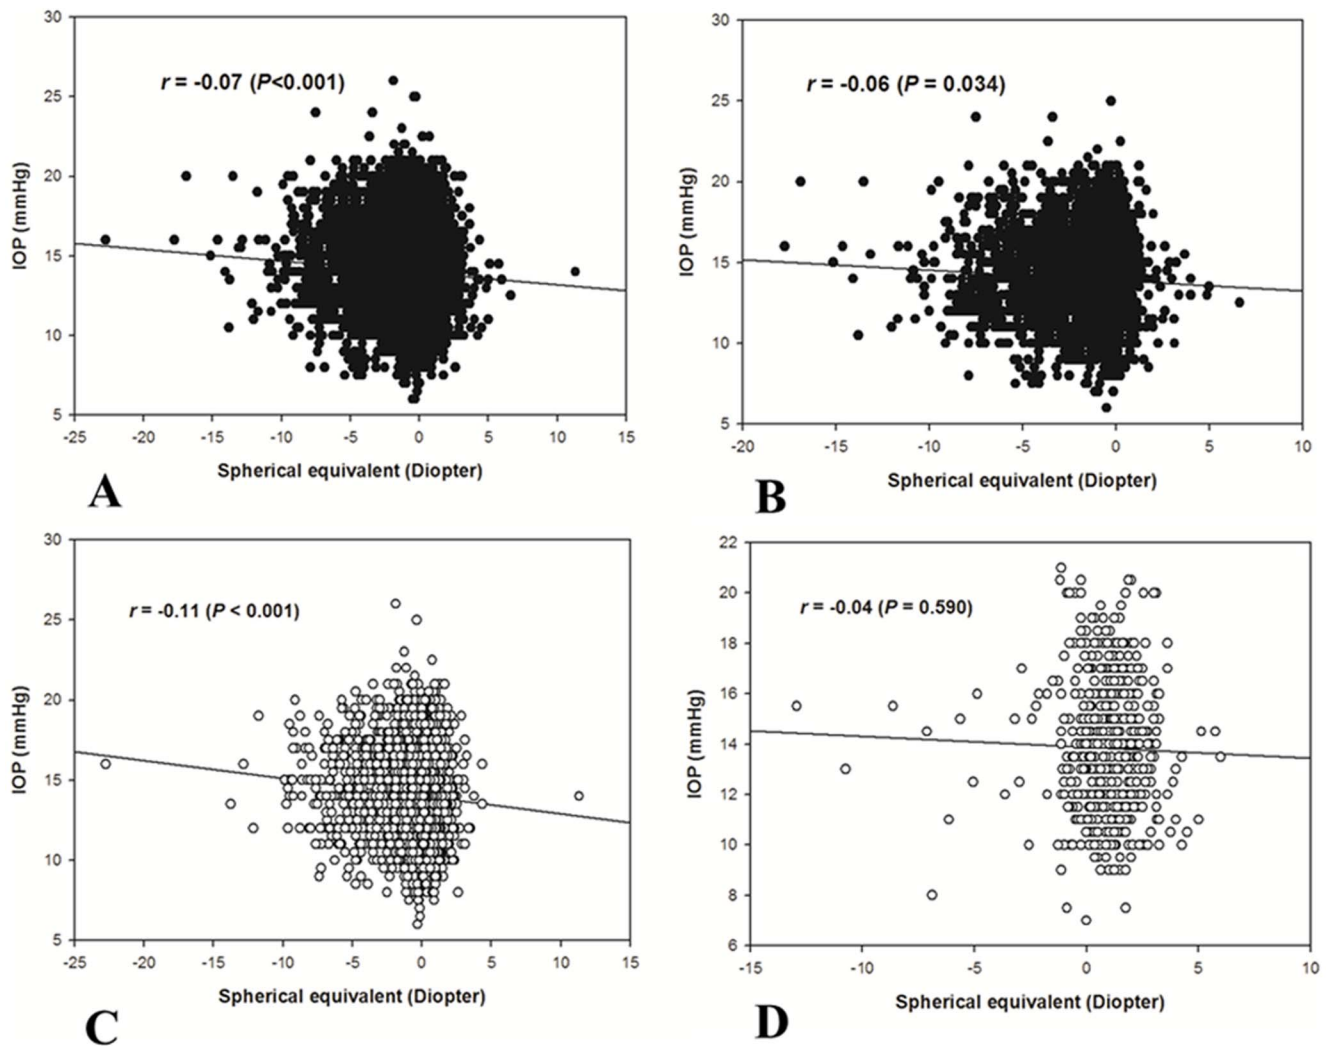 30
25
20
15
10
5
IOP (mmHg)
r = -0.07 (P<0.001)
-25 -20 -15 -10 -5 0 5 10 15
Spherical equivalent (Diopter)
A
30
25
20
15
10
5
IOP (mmHg)
r = -0.06 (P = 0.034)
-20 -15 -10 -5 0 5 10
Spherical equivalent (Diopter)
B
30
25
20
15
10
5
IOP (mmHg)
r = -0.11 (P < 0.001)
-25 -20 -15 -10 -5 0 5 10 15
Spherical equivalent (Diopter)
C
22
20
18
16
14
12
10
8
6
IOP (mmHg)
r = -0.04 (P = 0.590)
-15 -10 -5 0 5 10
Spherical equivalent (Diopter)
D